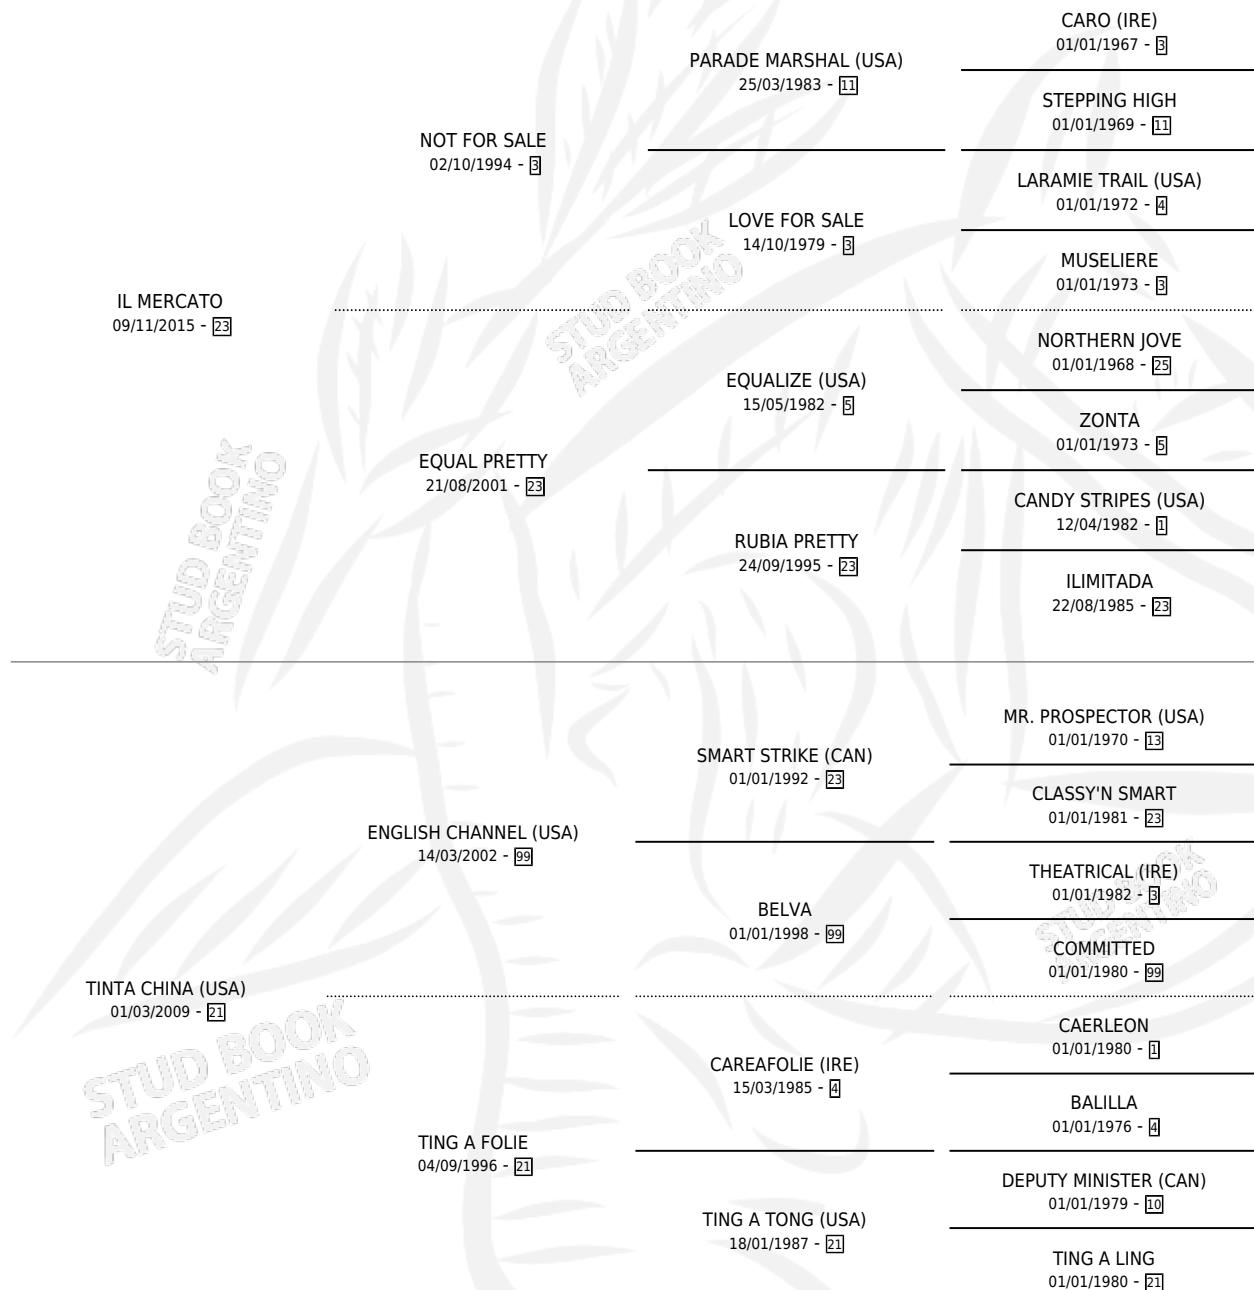 CARO (IRE)
01/01/1967 - 3
PARADE MARSHAL (USA)
25/03/1983 - 11
STEPPING HIGH
01/01/1969 - 11
NOT FOR SALE
02/10/1994 - 3
LARAMIE TRAIL (USA)
01/01/1972 - 4
LOVE FOR SALE
14/10/1979 - 3
MUSELIERE
01/01/1973 - 3
IL MERCATO
09/11/2015 - 23
STUD BOOK
ARGENTINO
NORTHERN JOVE
01/01/1968 - 25
EQUALIZE (USA)
15/05/1982 - 5
ZONTA
01/01/1973 - 5
EQUAL PRETTY
21/08/2001 - 23
CANDY STRIPES (USA)
12/04/1982 - 1
RUBIA PRETTY
24/09/1995 - 23
ILIMITADA
22/08/1985 - 23
STUD BOOK
ARGENTINO
MR. PROSPECTOR (USA)
01/01/1970 - 13
SMART STRIKE (CAN)
01/01/1992 - 23
CLASSY'N SMART
01/01/1981 - 23
ENGLISH CHANNEL (USA)
14/03/2002 - 99
THEATRICAL (IRE)
01/01/1982 - 3
BELVA
01/01/1998 - 99
COMMITTED
01/01/1980 - 99
STUD BOOK
ARGENTINO
TINTA CHINA (USA)
01/03/2009 - 21
STUD BOOK
ARGENTINO
CAERLEON
01/01/1980 - 1
CAREAFOLIE (IRE)
15/03/1985 - 4
BALILLA
01/01/1976 - 4
TING A FOLIE
04/09/1996 - 21
DEPUTY MINISTER (CAN)
01/01/1979 - 10
TING A TONG (USA)
18/01/1987 - 21
TING A LING
01/01/1980 - 21